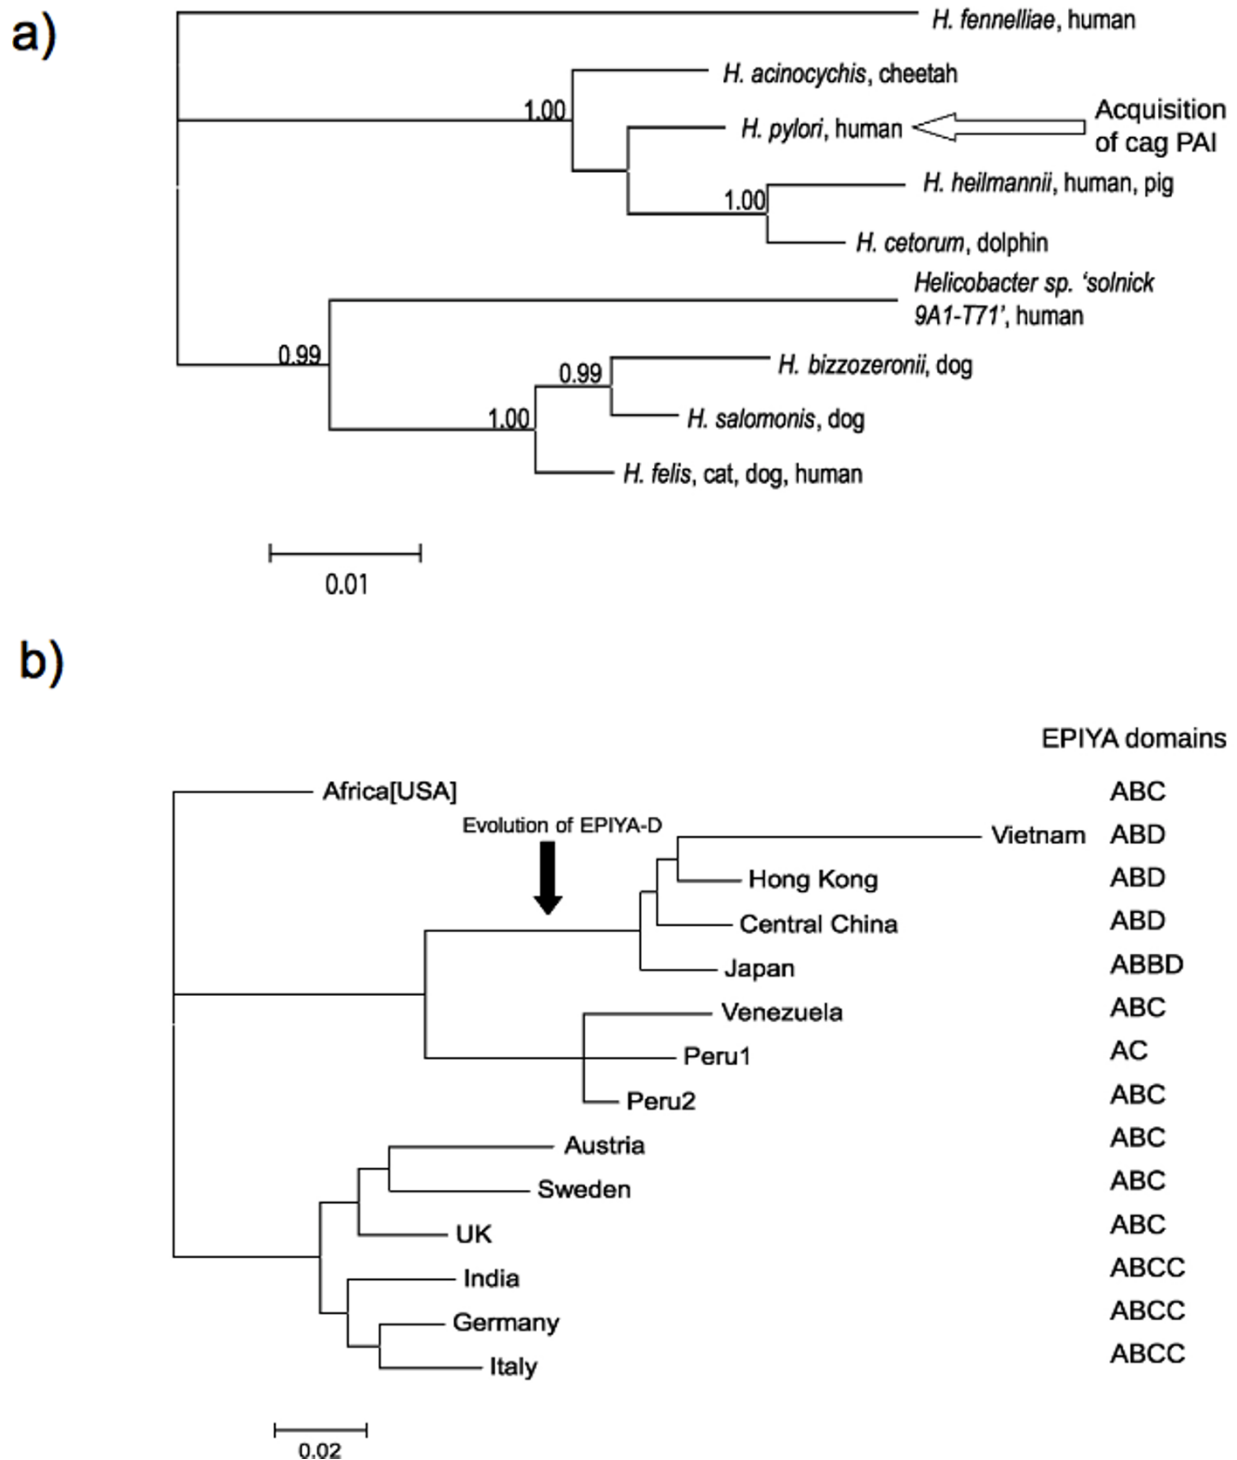 a)
H. fennelliae, human
H. acinocychis, cheetah
1.00
H. pylori, human
Acquisition
of cag PAI
H. heilmannii, human, pig
1.00
H. cetorum, dolphin
Helicobacter sp. ‘solnick
9A1-T71’, human
0.99
H. bizzozeronii, dog
0.99
H. salomonis, dog
1.00
H. felis, cat, dog, human
0.01
b)
EPIYA domains
Africa[USA] ABC
Evolution of EPIYA-D
Vietnam ABD
Hong Kong ABD
Central China ABD
Japan ABBD
Venezuela ABC
Peru1 AC
Peru2 ABC
Austria ABC
Sweden ABC
UK ABC
India ABCC
Germany ABCC
Italy ABCC
0.02